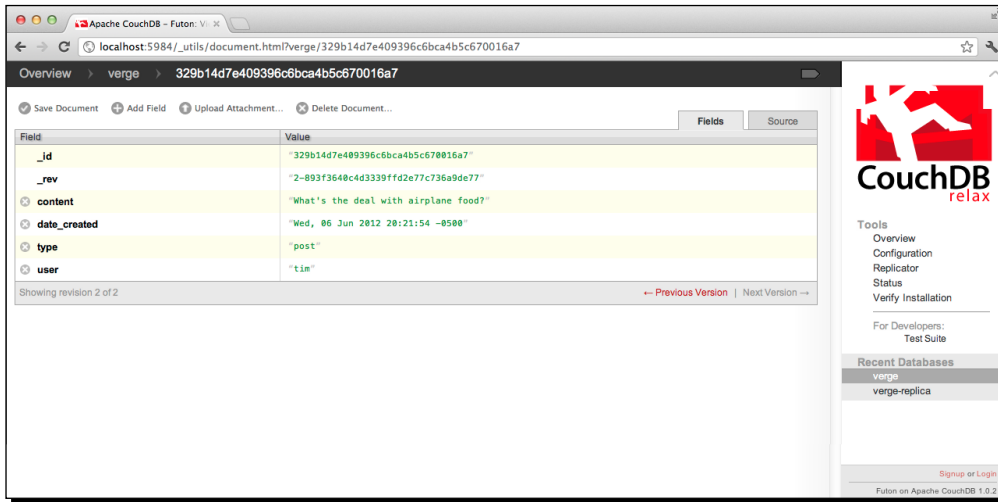 Apache CouchDB – Futon: V
localhost:5984/_utils/document.html?verge/329b14d7e409396c6bca4b5c670016a7
Overview > verge > 329b14d7e409396c6bca4b5c670016a7
Save Document Add Field Upload Attachment... Delete Document...
Fields Source
Field Value
_id "329b14d7e409396c6bca4b5c670016a7"
_rev "2-893f3640c4d3339ffd2e77c736a9de77"
content "What's the deal with airplane food?"
date_created "Wed, 06 Jun 2012 20:21:54 -0500"
type "post"
user "tim"
Showing revision 2 of 2 ← Previous Version | Next Version →
CouchDB
relax
Tools
Overview
Configuration
Replicator
Status
Verify Installation
For Developers:
Test Suite
Recent Databases
verge
verge-replica
Signup or Login
Futon on Apache CouchDB 1.0.2